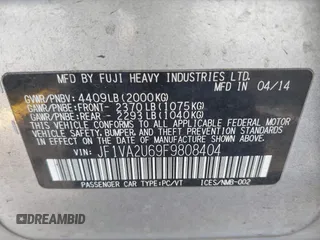 MFD. BY FUJI HEAVY INDUSTRIES LTD.
GVWR/PNBV: 4409LB(2000KG) 04/14
GAWR/PNBE:FRONT- 2370LB(1075KG)
GAWR/PNBE:REAR - 2293LB(1040KG)
THIS VEHICLE CONFORMS TO ALL APPLICABLE
FEDERAL MOTOR VEHICLE SAFETY, BUMPER, AND THEFT
PREVENTION STANDARDS IN EFFECT ON THE
DATE OF MANUFACTURE SHOWN ABOVE.
VIN: JF1VA2U69F9808404
PASSENGER CAR TYPE:PC/VT ICES/NMB-002
© DREAMBID
DREAMBID.COM